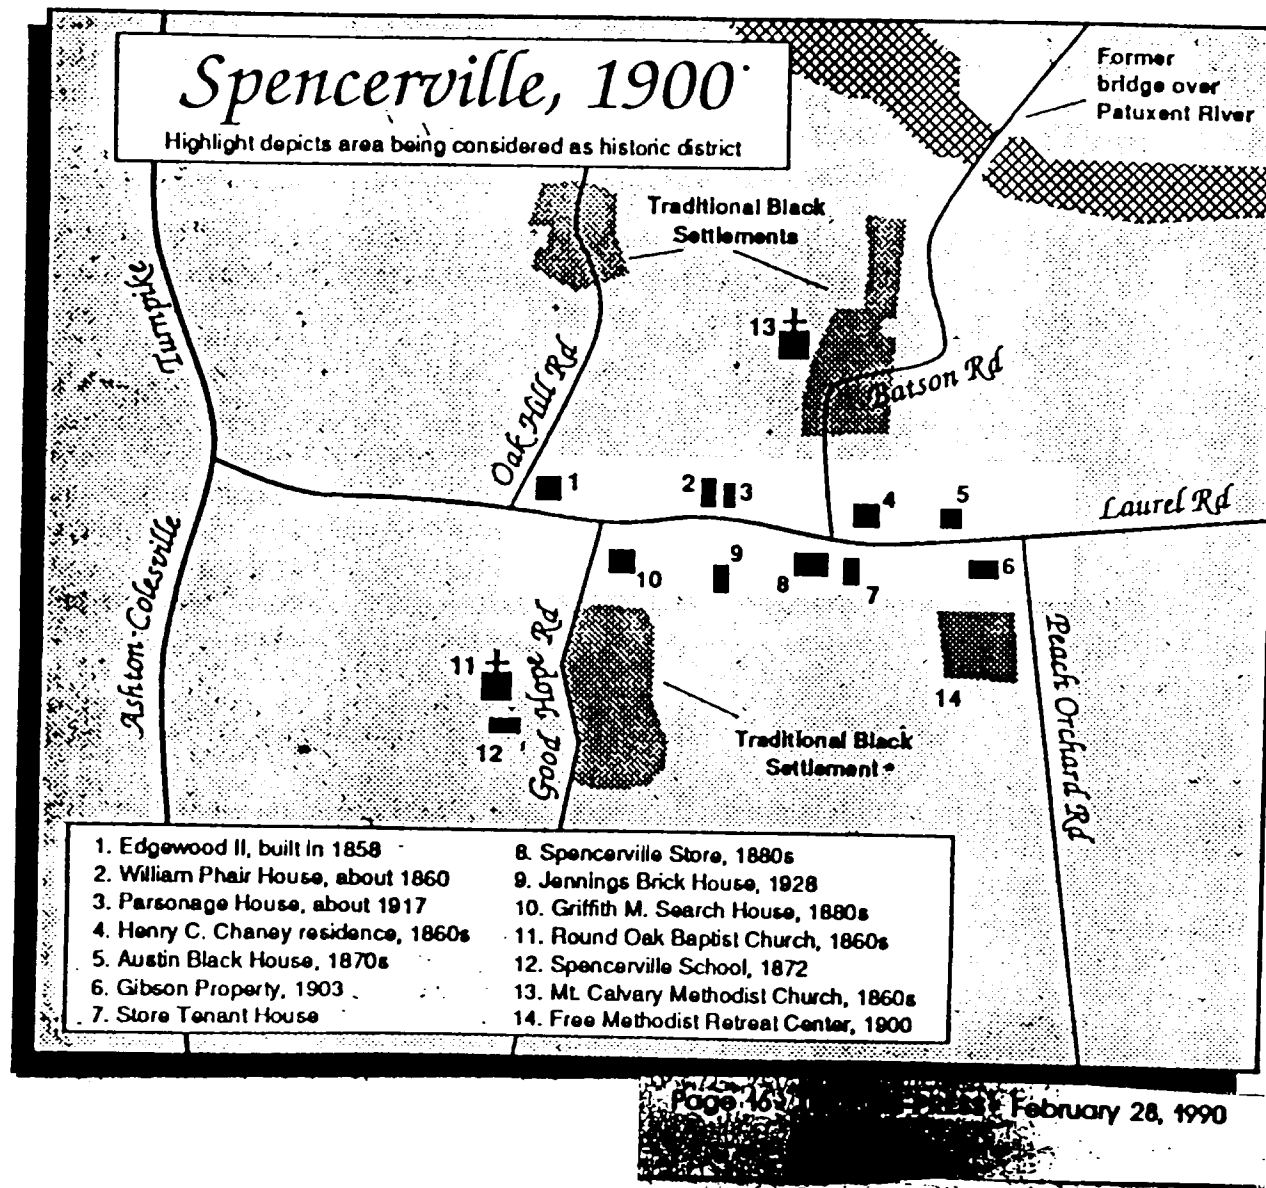 Spencerville, 1900
Highlight depicts area being considered as historic district
Former
bridge over
Patuxent River
Traditional Black
Settlements
Turnpike
Ashton-Colesville
Oak Hill Rd
13
Batson Rd
1
2
3
4
5
Laurel Rd
10
9
8
7
6
11
12
Good Hope Rd
14
Peach Orchard Rd
Traditional Black
Settlement
1. Edgewood II, built in 1858
2. William Phair House, about 1860
3. Parsonage House, about 1917
4. Henry C. Chaney residence, 1860s
5. Austin Black House, 1870s
6. Gibson Property, 1903
7. Store Tenant House
8. Spencerville Store, 1880s
9. Jennings Brick House, 1928
10. Griffith M. Search House, 1880s
11. Round Oak Baptist Church, 1860s
12. Spencerville School, 1872
13. Mt. Calvary Methodist Church, 1860s
14. Free Methodist Retreat Center, 1900
Page 16 February 28, 1990